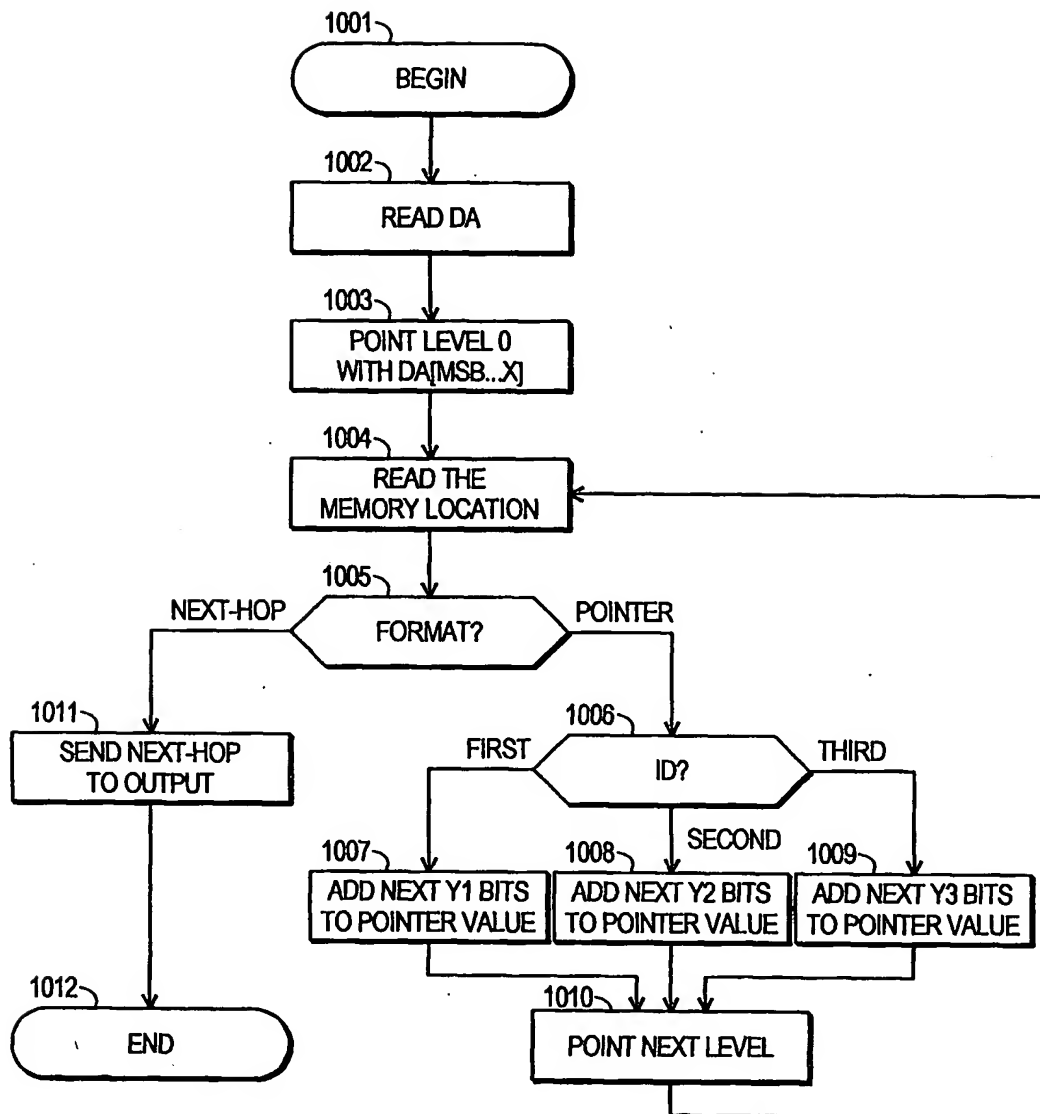 1001
BEGIN
1002
READ DA
1003
POINT LEVEL 0
WITH DA[MSB...X]
1004
READ THE
MEMORY LOCATION
1005
NEXT-HOP
FORMAT?
POINTER
1011
SEND NEXT-HOP
TO OUTPUT
1006
FIRST
ID?
THIRD
SECOND
1007
ADD NEXT Y1 BITS
TO POINTER VALUE
1008
ADD NEXT Y2 BITS
TO POINTER VALUE
1009
ADD NEXT Y3 BITS
TO POINTER VALUE
1012
END
1010
POINT NEXT LEVEL